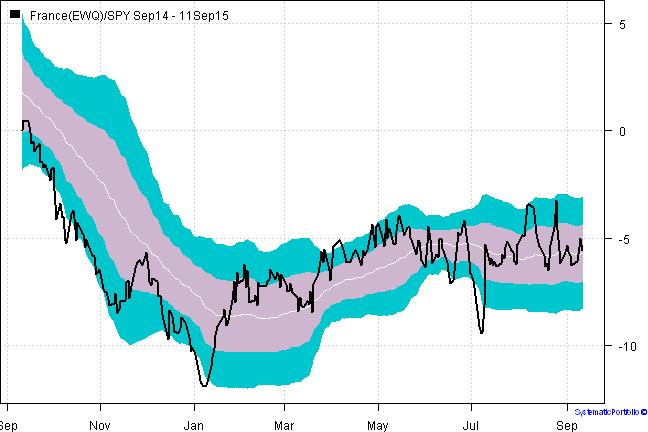 France(EWQ)/SPY Sep14 - 11Sep15
5
0
-5
-10
Sep Nov Jan Mar May Jul Sep
SystematicPortfolio ©